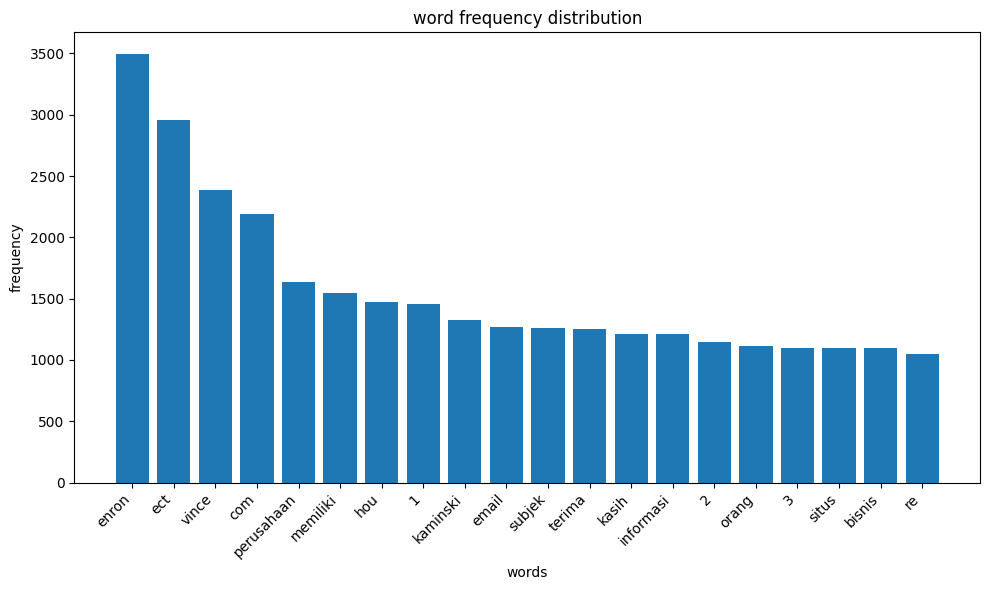 word frequency distribution
3500
3000
2500
2000
1500
1000
500
0
frequency
enron
ect
vince
com
perusahaan
memiliki
hou
1
kaminski
email
subjek
terima
kasih
informasi
2
orang
3
situs
bisnis
re
words